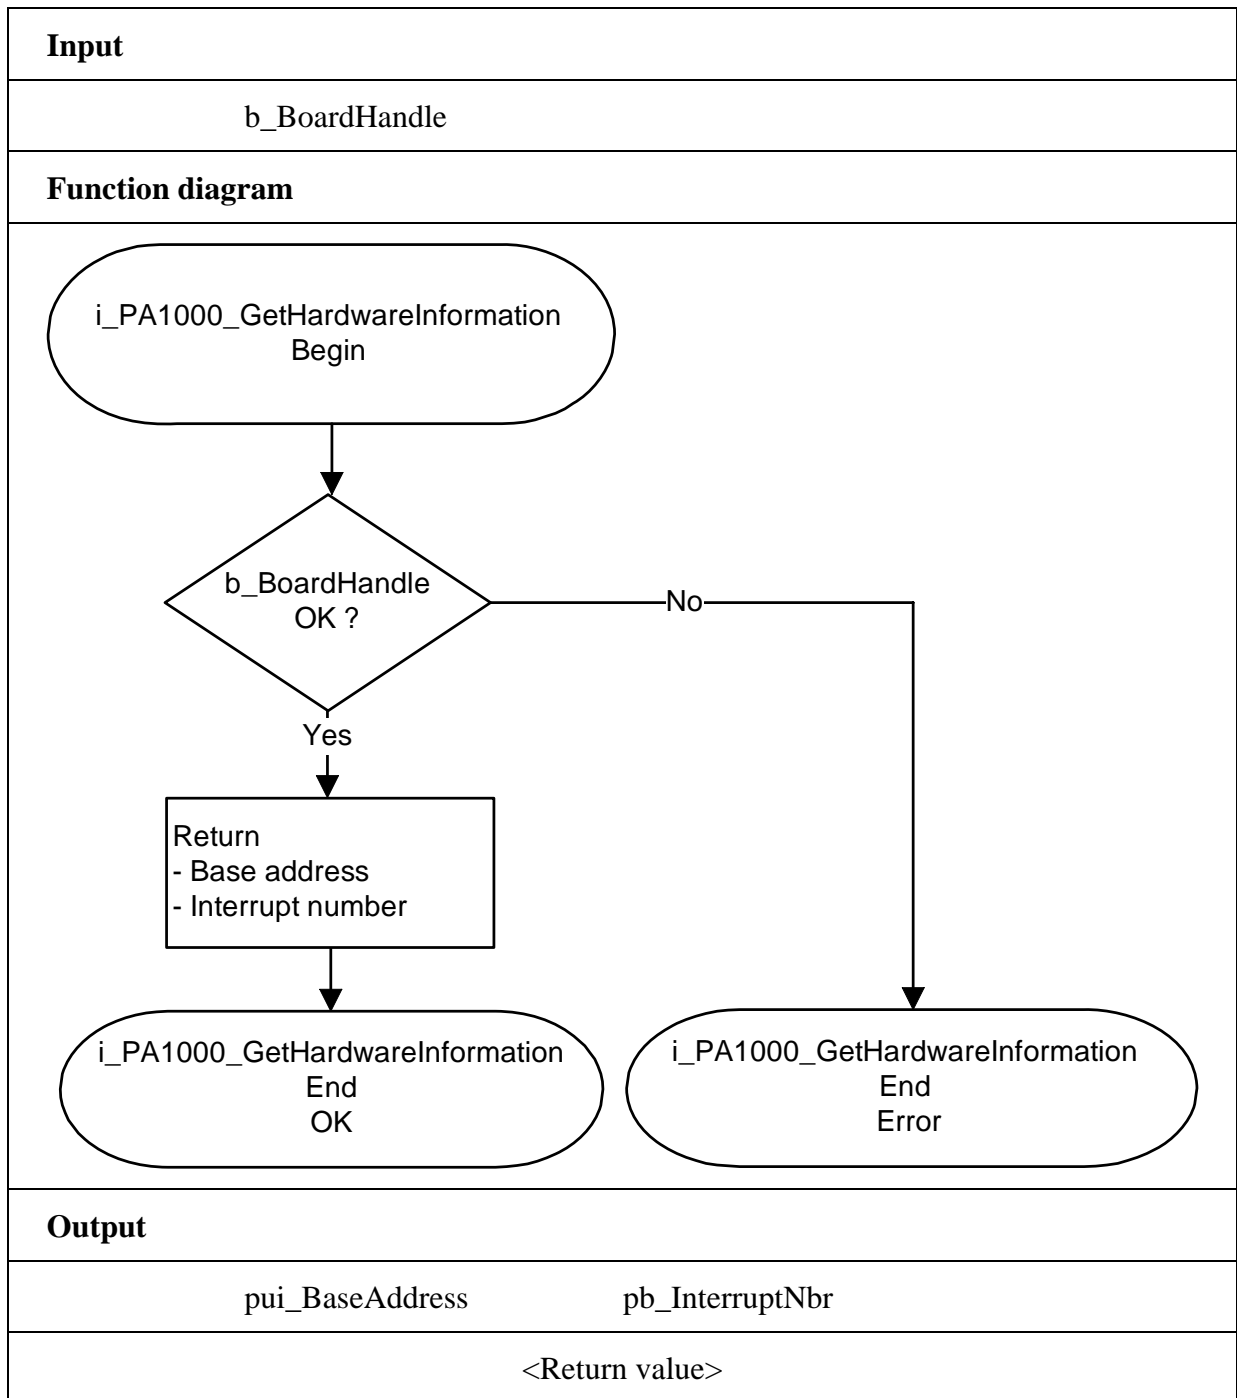 Input
b_BoardHandle
Function diagram
i_PA1000_GetHardwareInformation
Begin
b_BoardHandle
OK ?
No
Yes
Return
- Base address
- Interrupt number
i_PA1000_GetHardwareInformation
End
OK
i_PA1000_GetHardwareInformation
End
Error
Output
pui_BaseAddress pb_InterruptNbr
<Return value>